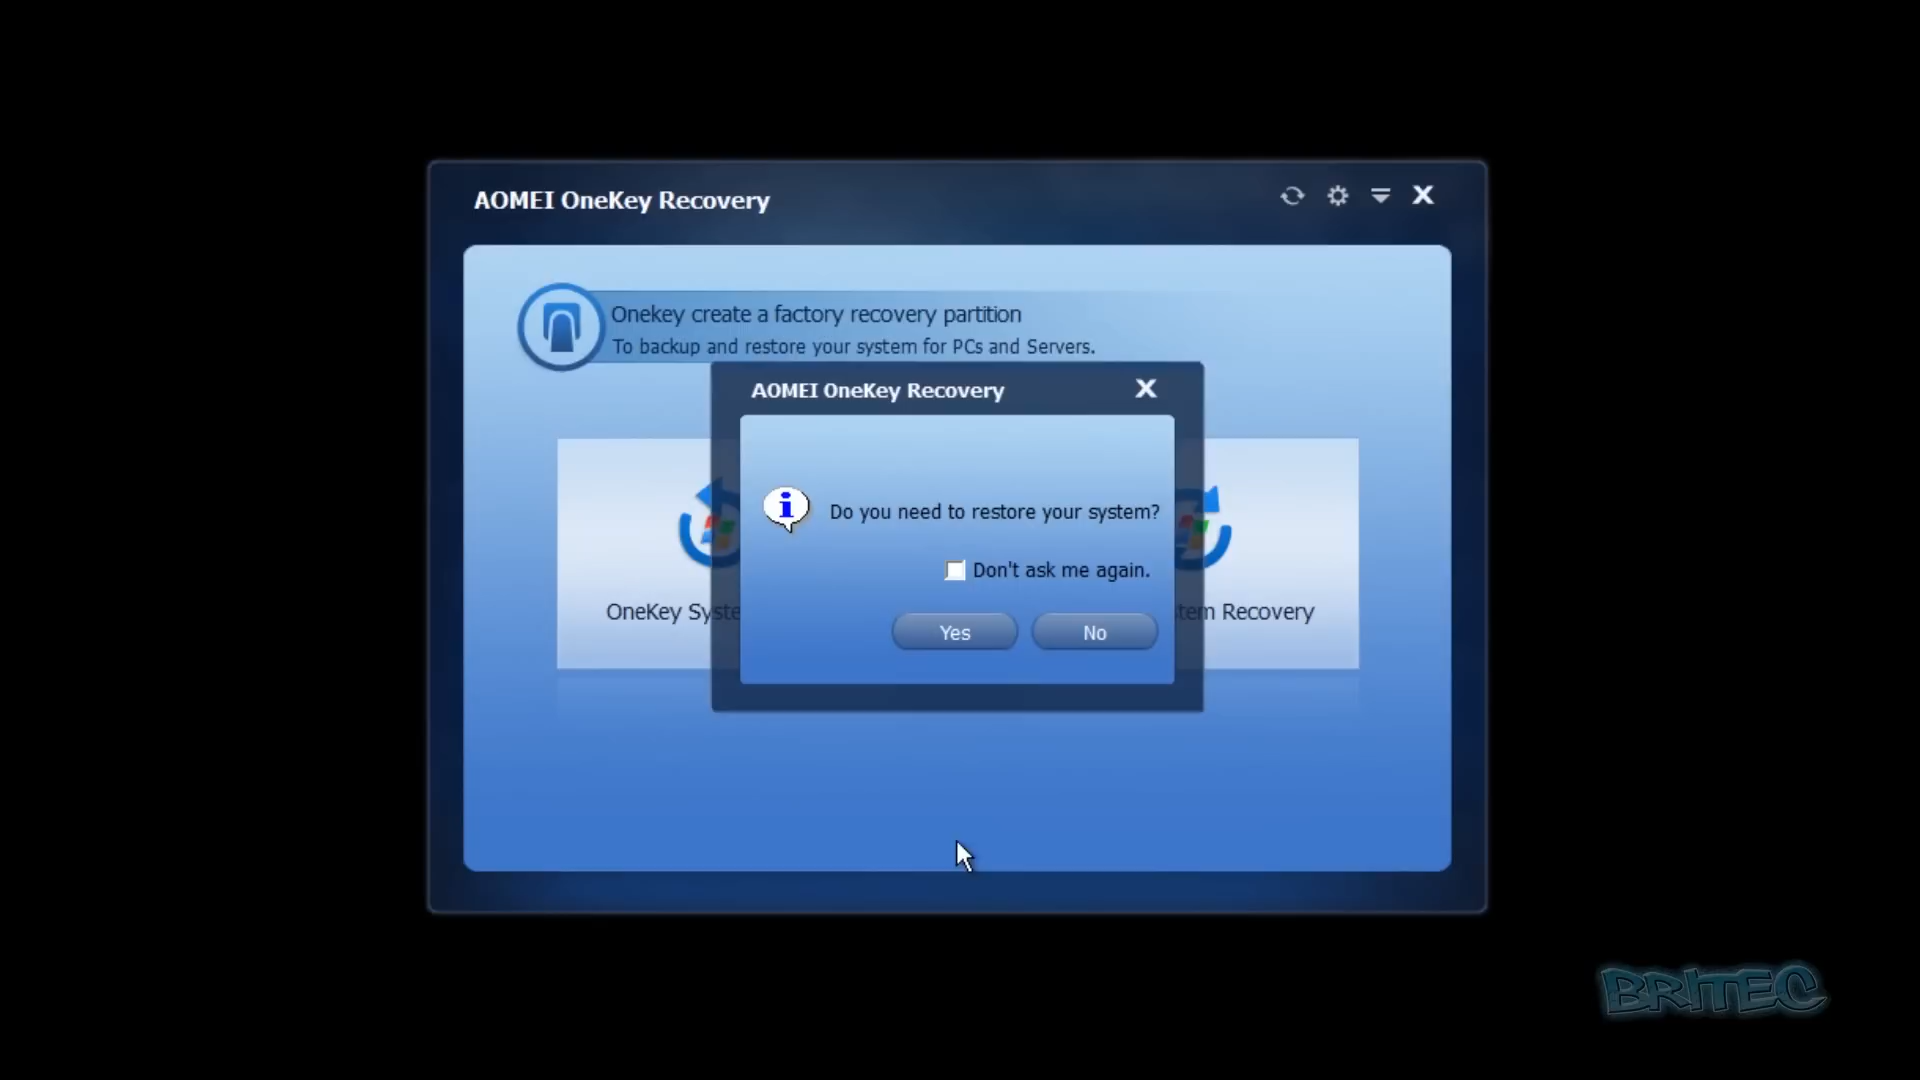 AOMEI OneKey Recovery
Onekey create a factory recovery partition
To backup and restore your system for PCs and Servers.
AOMEI OneKey Recovery
Do you need to restore your system?
Don't ask me again.
OneKey Syste
tem Recovery
Yes
No
BRITEC